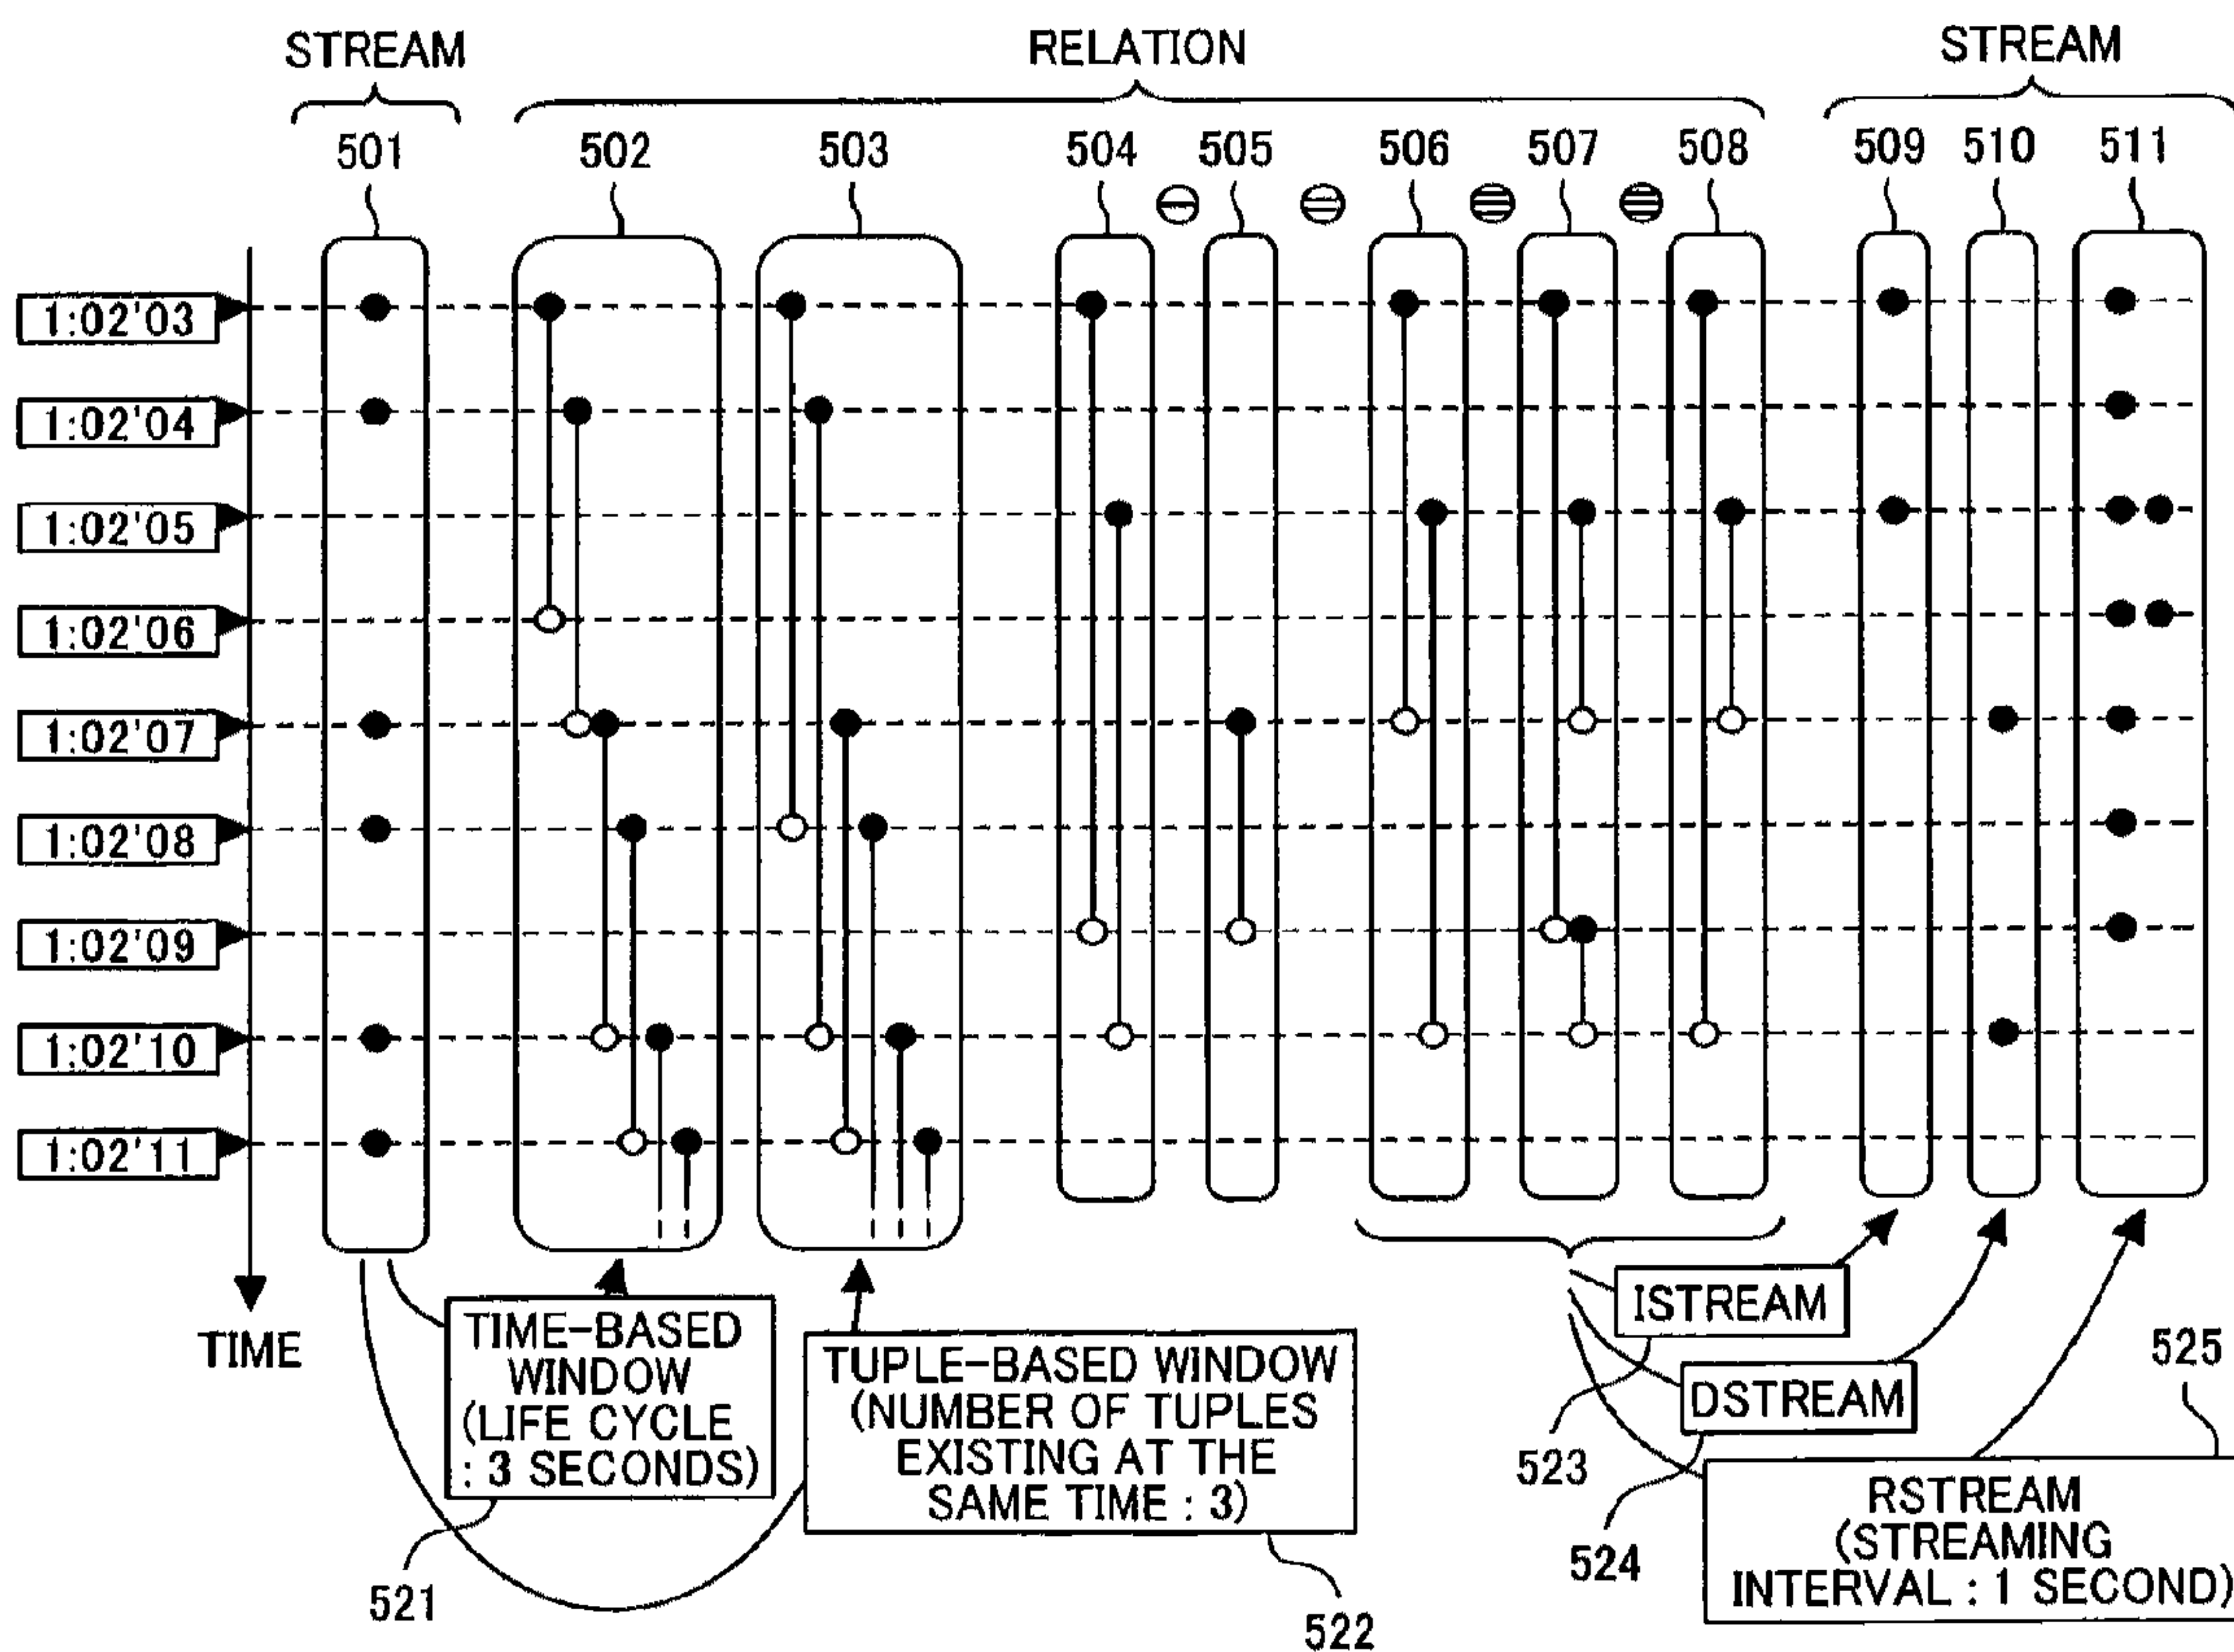 STREAM
RELATION
STREAM
501
502
503
504
505
506
507
508
509
510
511
1:02'03
1:02'04
1:02'05
1:02'06
1:02'07
1:02'08
1:02'09
1:02'10
1:02'11
TIME
TIME-BASED
WINDOW
(LIFE CYCLE
: 3 SECONDS)
521
TUPLE-BASED WINDOW
(NUMBER OF TUPLES
EXISTING AT THE
SAME TIME : 3)
522
ISTREAM
523
DSTREAM
524
525
RSTREAM
(STREAMING
INTERVAL : 1 SECOND)